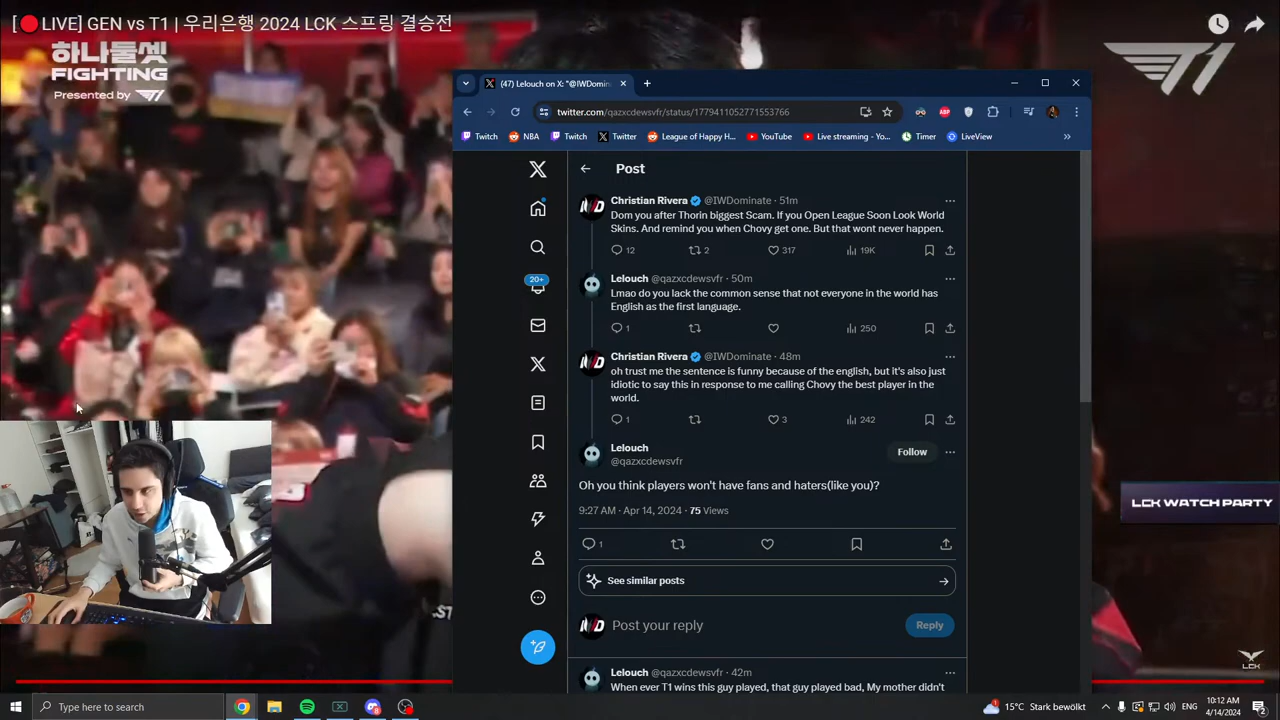 [🔴LIVE] GEN vs T1 | 우리은행 2024 LCK 스프링 결승전
하나둘셋
FIGHTING
Presented by T1
T1
(47) Lelouch on X: "@IWDomin
twitter.com/qazxcdewsvfr/status/1779411052771553766
ABP
Twitch
NBA
Twitch
Twitter
League of Happy H...
YouTube
Live streaming - Yo...
Timer
LiveView
Post
Christian Rivera @IWDominate · 51m
Dom you after Thorin biggest Scam. If you Open League Soon Look World
Skins. And remind you when Chovy get one. But that wont never happen.
12 2 317 19K
20+
Lelouch @qazxcdewsvfr · 50m
Lmao do you lack the common sense that not everyone in the world has
English as the first language.
1 250
Christian Rivera @IWDominate · 48m
oh trust me the sentence is funny because of the english, but it's also just
idiotic to say this in response to me calling Chovy the best player in the
world.
1 3 242
Lelouch
@qazxcdewsvfr
Follow
Oh you think players won't have fans and haters(like you)?
9:27 AM · Apr 14, 2024 · 75 Views
1
See similar posts
Post your reply
Reply
Lelouch @qazxcdewsvfr · 42m
When ever T1 wins this guy played, that guy played bad, My mother didn't
LCK WATCH PARTY
LCK
Type here to search
15°C Stark bewölkt
ENG
10:12 AM
4/14/2024
2